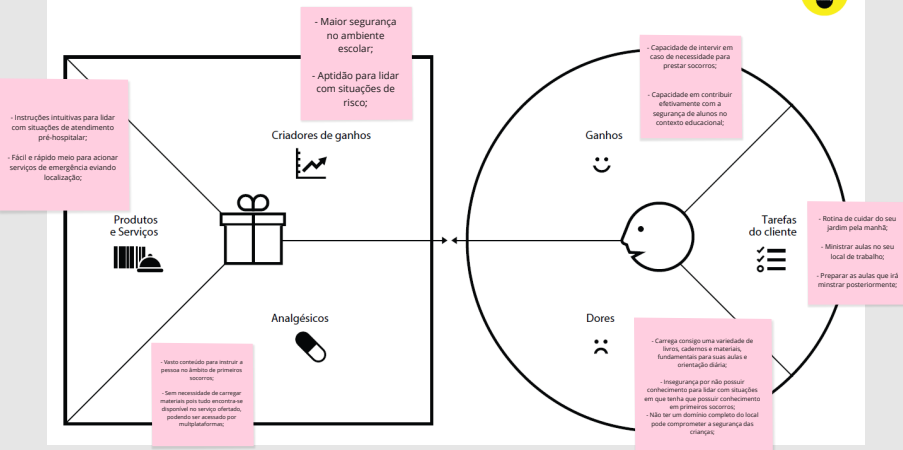 - Maior segurança
no ambiente
escolar;
- Aptidão para lidar
com situações de
risco;
- Instruções intuitivas para lidar
com situações de atendimento
pré-hospitalar;
- Fácil e rápido meio para acionar
serviços de emergência eviando
localização;
Criadores de ganhos
Produtos
e Serviços
Analgésicos
- Vasto conteúdo para instruir a
pessoa no âmbito de primeiros
socorros;
- Sem necessidade de carregar
materiais pois tudo encontra-se
disponível no serviço ofertado,
podendo ser acessado por
multplataformas;
- Capacidade de intervir em
caso de necessidade para
prestar socorros;
- Capacidade em contribuir
efetivamente com a
segurança de alunos no
contexto educacional;
Ganhos
Tarefas
do cliente
- Rotina de cuidar do seu
jardim pela manhã;
- Ministrar aulas no seu
local de trabalho;
- Preparar as aulas que irá
minstrar posteriormente;
Dores
- Carrega consigo uma variedade de
livros, cadernos e materiais,
fundamentais para suas aulas e
orientação diária;
- Insegurança por não possuir
conhecimento para lidar com situações
em que tenha que possuir conhecimento
em primeiros socorros;
- Não ter um domínio completo do local
pode comprometer a segurança das
crianças;